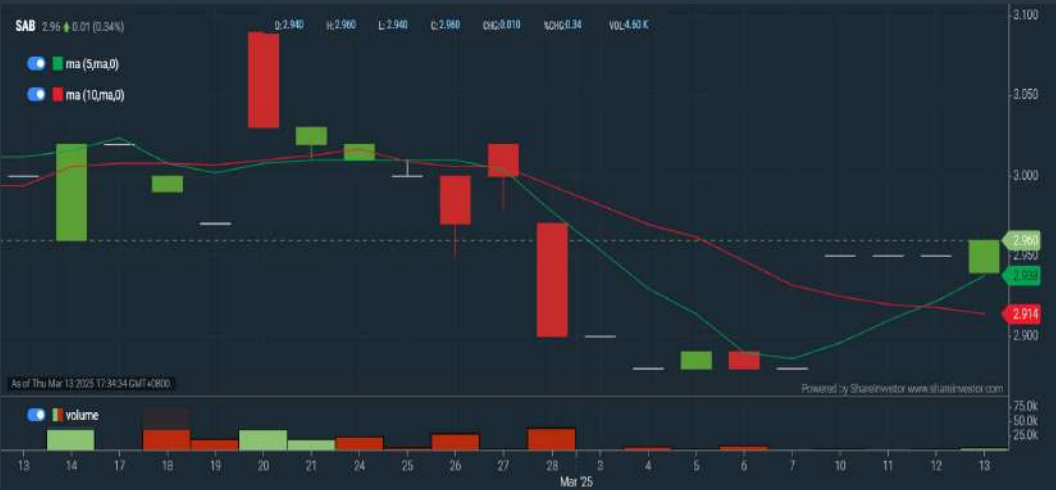 SAB 2.96 0.01 (0.34%) O:2.940 H:2.960 L:2.940 C:2.960 CHG:0.010 %CHG:0.34 VOL:4.60 K
ma (5,ma,0)
ma (10,ma,0)
3.100
3.050
3.000
2.960
2.950
2.938
2.914
2.900
As of Thu Mar 13 2025 17:34:34 GMT+0800.
Powered by ShareInvestor www.shareinvestor.com
volume
75.0k
50.0k
25.0k
13 14 17 18 19 20 21 24 25 26 27 28 3 4 5 6 7 10 11 12 13
Mar '25